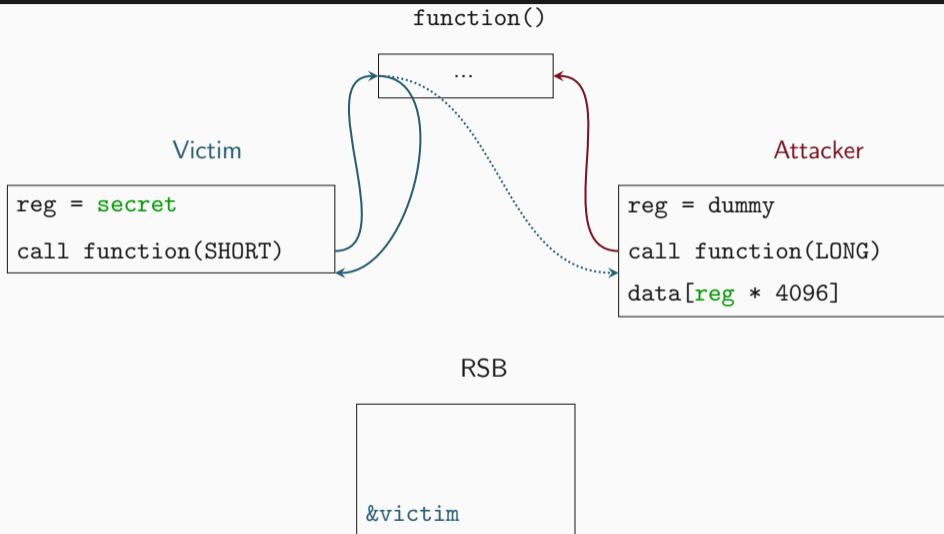 function()
...
Victim
Attacker
reg = secret
call function(SHORT)
reg = dummy
call function(LONG)
data[reg * 4096]
RSB
&victim